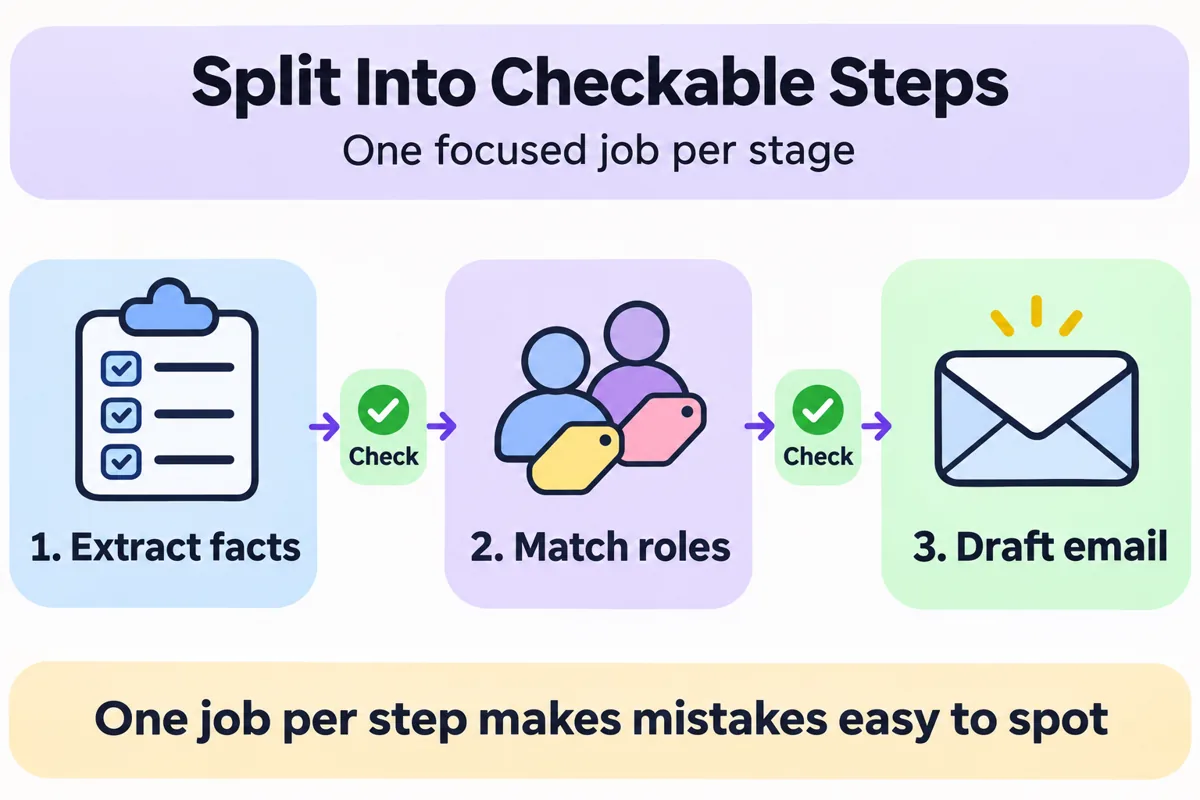 Split Into Checkable Steps
One focused job per stage
Check
Check
1. Extract facts
2. Match roles
3. Draft email
One job per step makes mistakes easy to spot